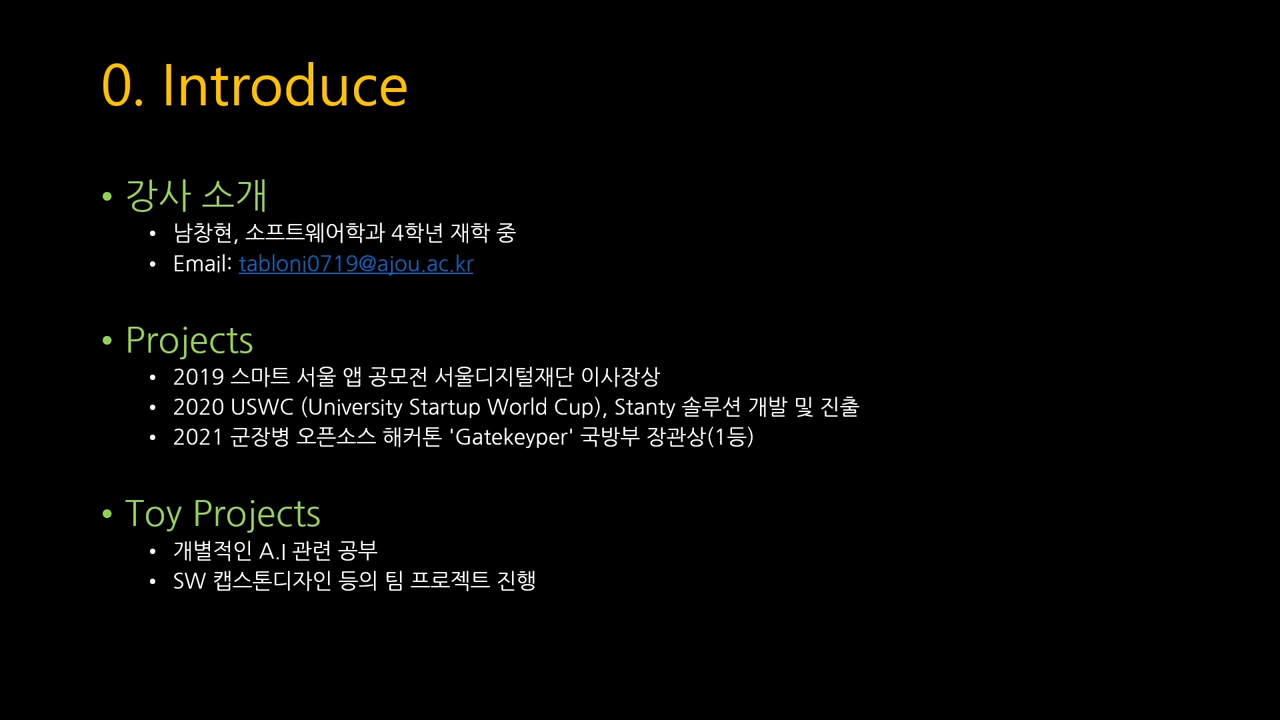 0. Introduce
• 강사 소개
• 남창현, 소프트웨어학과 4학년 재학 중
• Email: tabloni0719@ajou.ac.kr
• Projects
• 2019 스마트 서울 앱 공모전 서울디지털재단 이사장상
• 2020 USWC (University Startup World Cup), Stanty 솔루션 개발 및 진출
• 2021 군장병 오픈소스 해커톤 'Gatekeyper' 국방부 장관상(1등)
• Toy Projects
• 개별적인 A.I 관련 공부
• SW 캡스톤디자인 등의 팀 프로젝트 진행